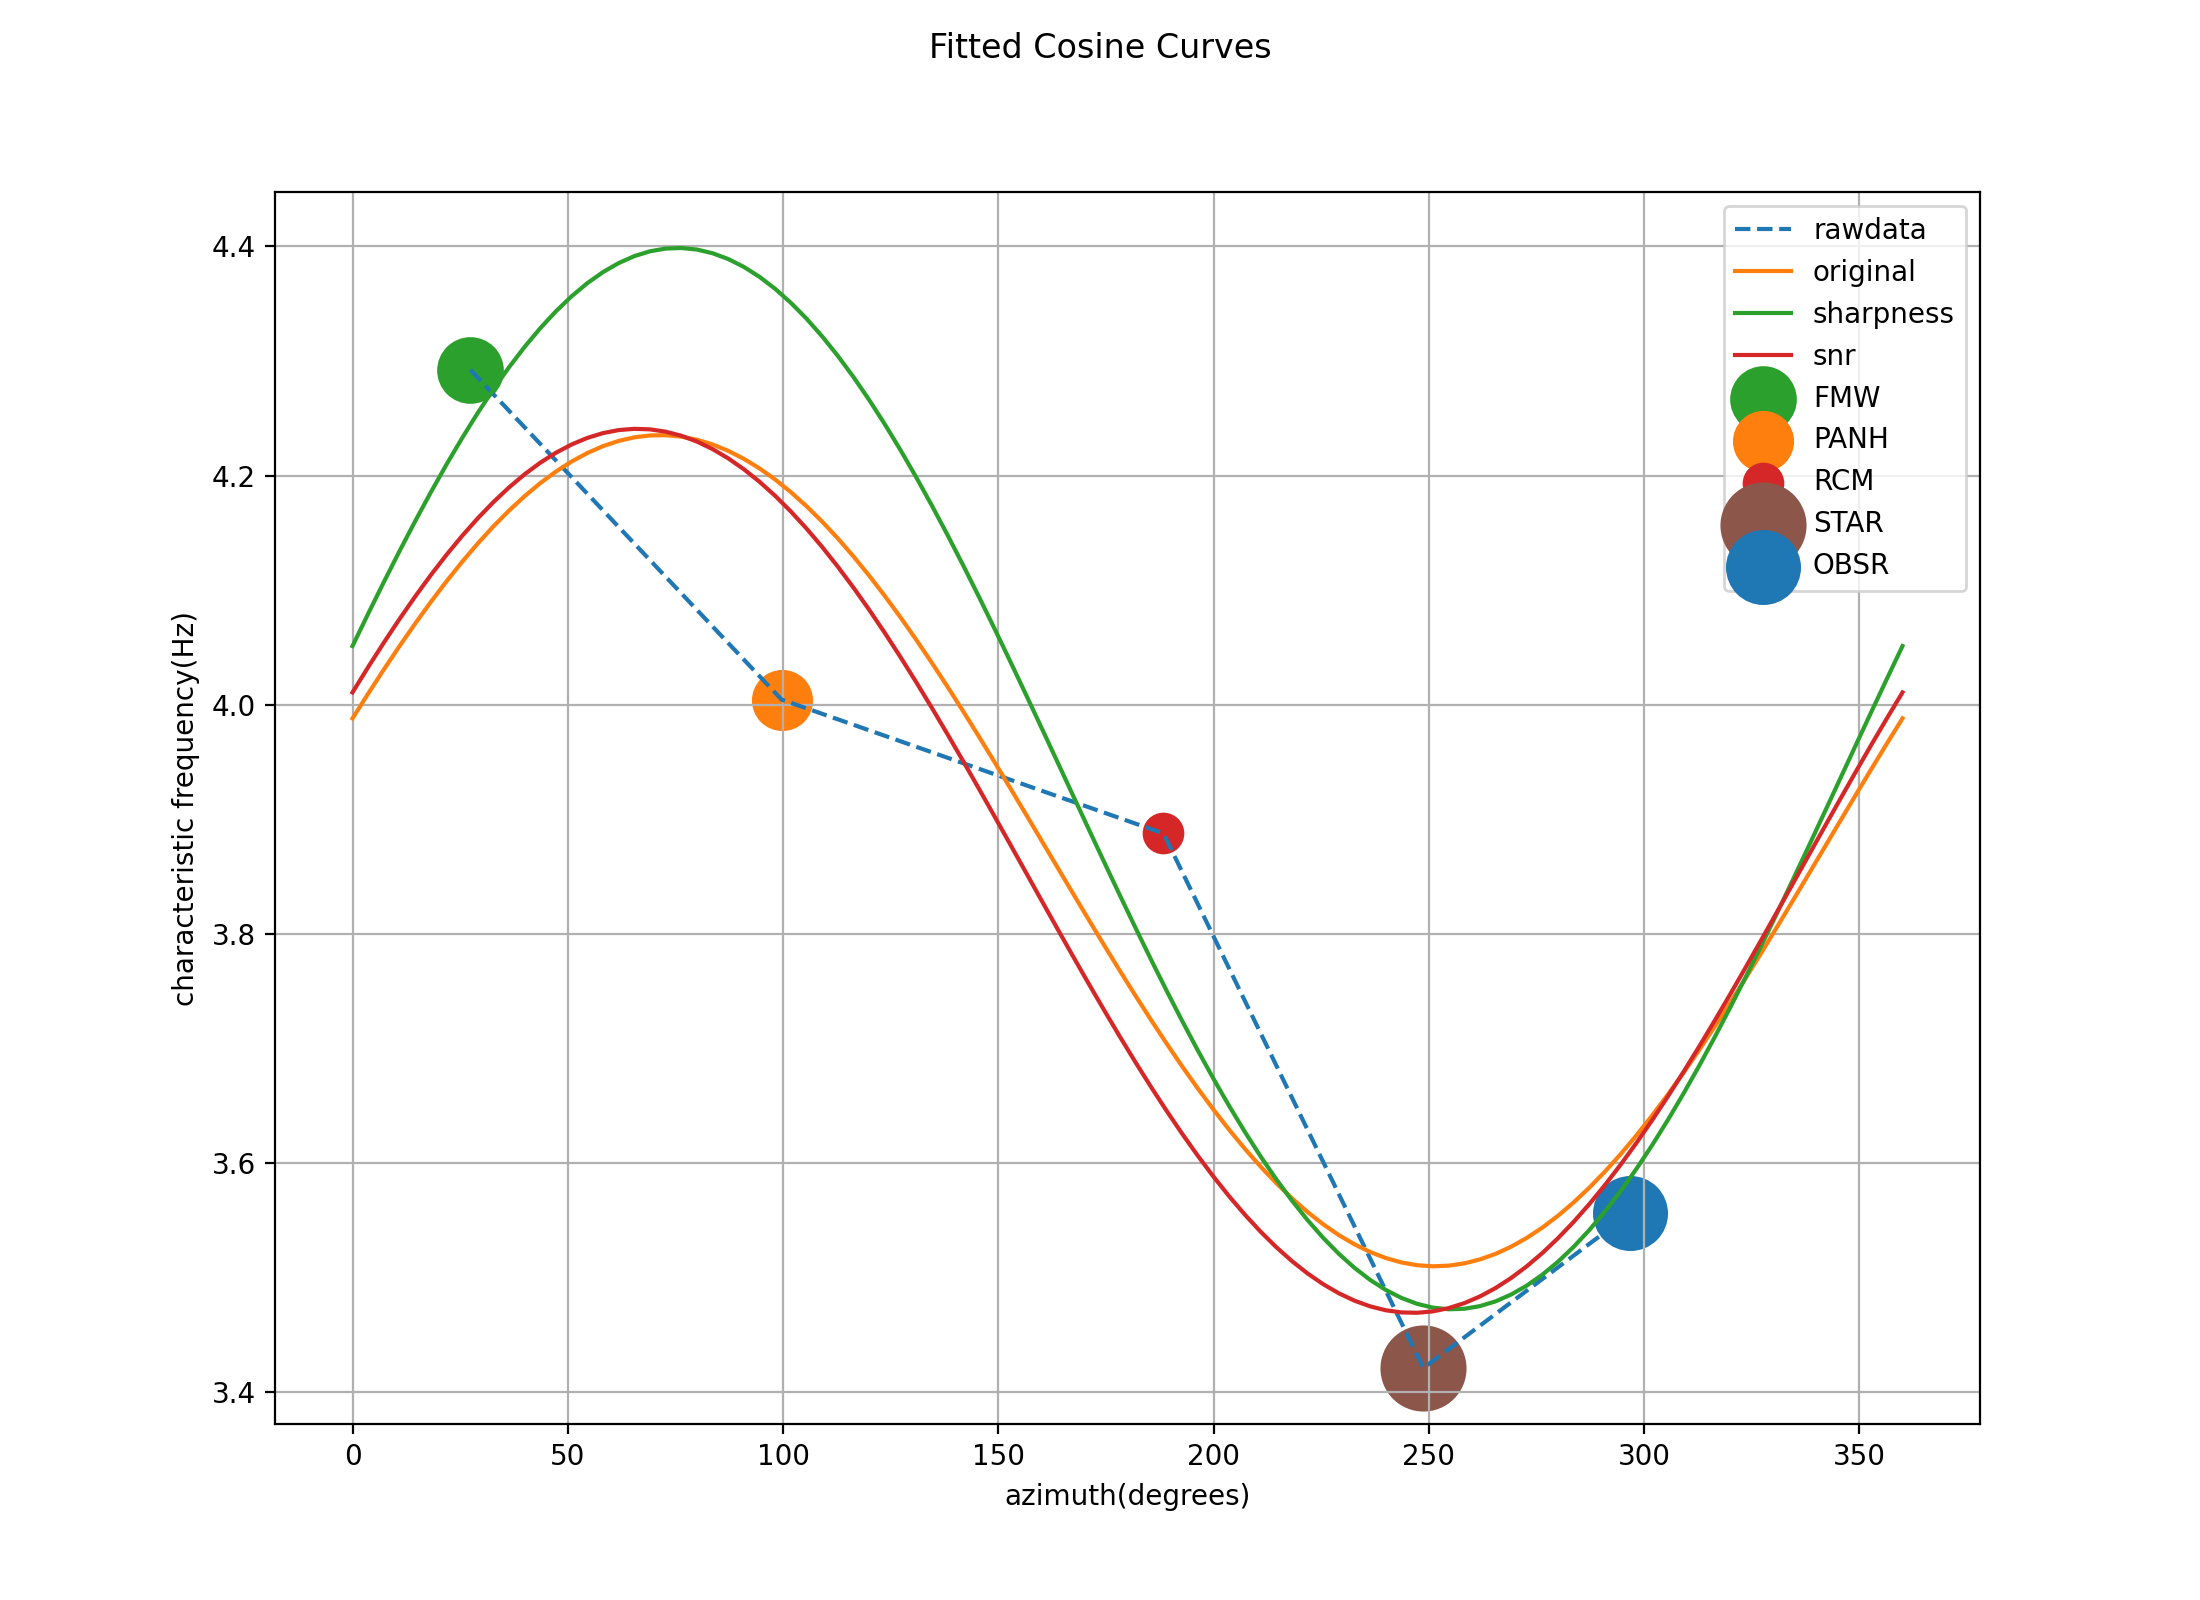 Fitted Cosine Curves
4.4
4.2
4.0
3.8
3.6
3.4
characteristic frequency(Hz)
0 50 100 150 200 250 300 350
azimuth(degrees)
rawdata
original
sharpness
snr
FMW
PANH
RCM
STAR
OBSR